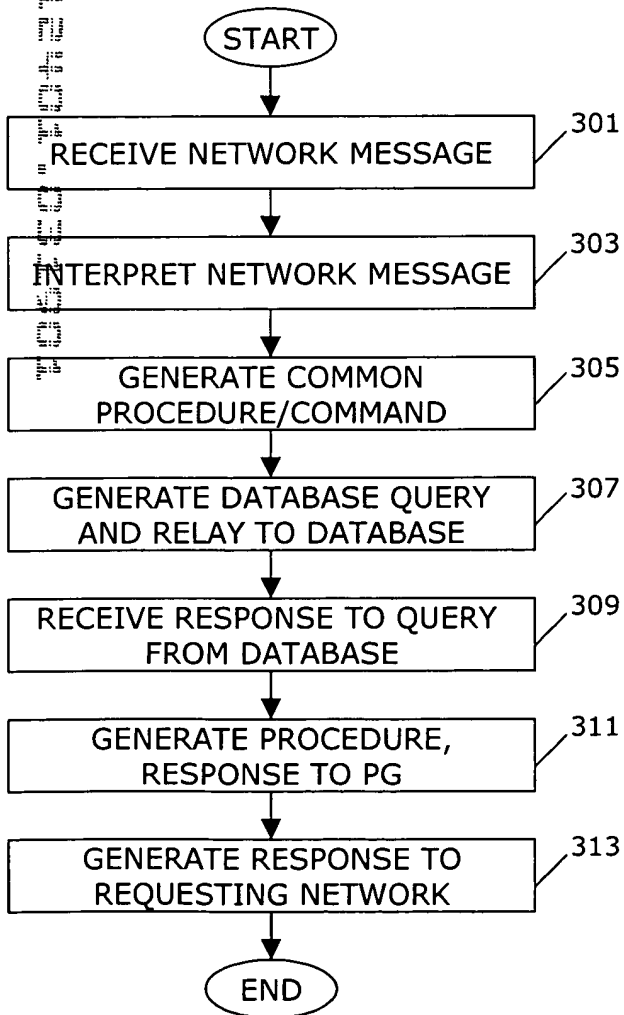 START
RECEIVE NETWORK MESSAGE
301
INTERPRET NETWORK MESSAGE
303
GENERATE COMMON
PROCEDURE/COMMAND
305
GENERATE DATABASE QUERY
AND RELAY TO DATABASE
307
RECEIVE RESPONSE TO QUERY
FROM DATABASE
309
GENERATE PROCEDURE,
RESPONSE TO PG
311
GENERATE RESPONSE TO
REQUESTING NETWORK
313
END